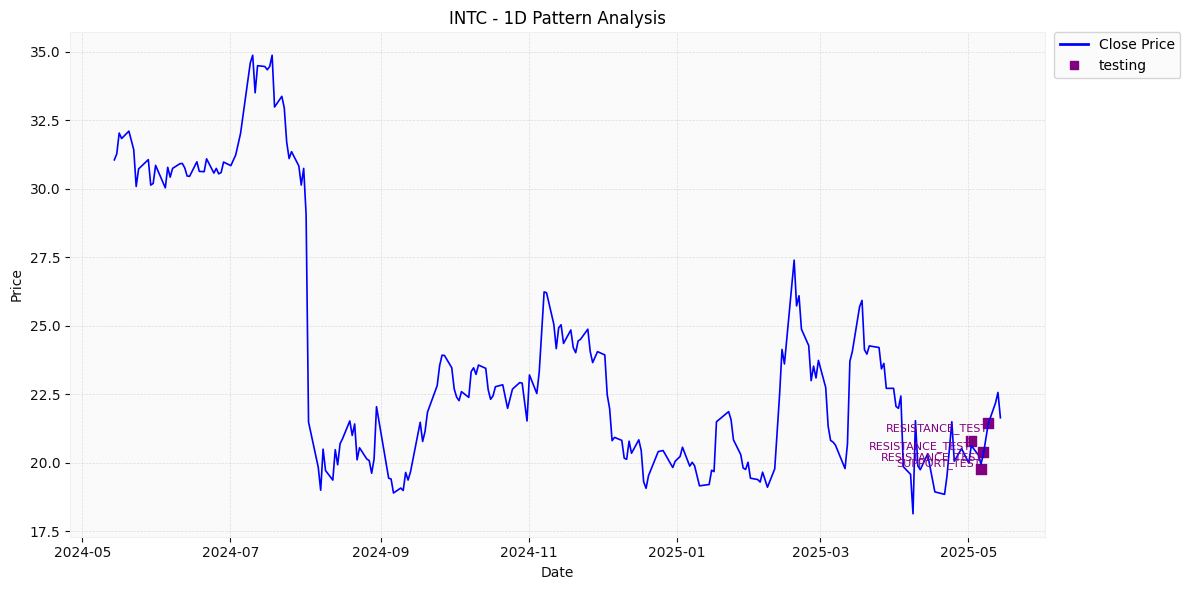 INTC - 1D Pattern Analysis
Close Price
testing
Price
35.0
32.5
30.0
27.5
25.0
22.5
20.0
17.5
RESISTANCE_TEST
RESISTANCE_TEST
RESISTANCE_TEST
SUPPORT_TEST
2024-05
2024-07
2024-09
2024-11
2025-01
2025-03
2025-05
Date